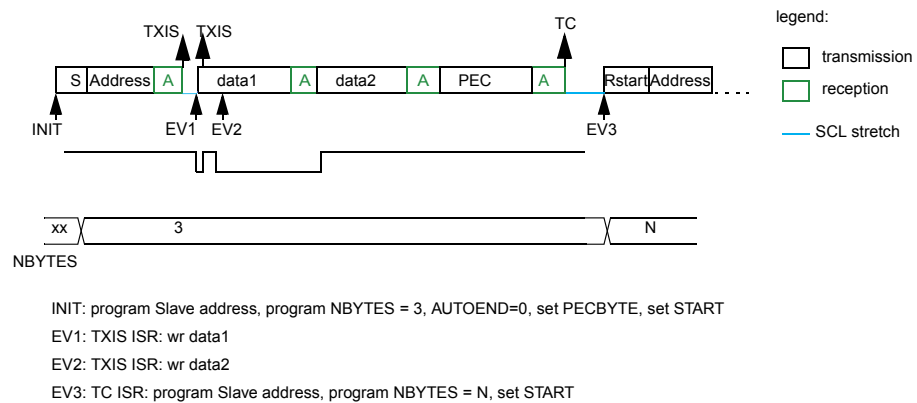 legend:
TXIS TXIS TC
transmission
S Address A data1 A data2 A PEC A Rstart Address
reception
INIT EV1 EV2 EV3
SCL stretch
xx 3 N
NBYTES
INIT: program Slave address, program NBYTES = 3, AUTOEND=0, set PECBYTE, set START
EV1: TXIS ISR: wr data1
EV2: TXIS ISR: wr data2
EV3: TC ISR: program Slave address, program NBYTES = N, set START